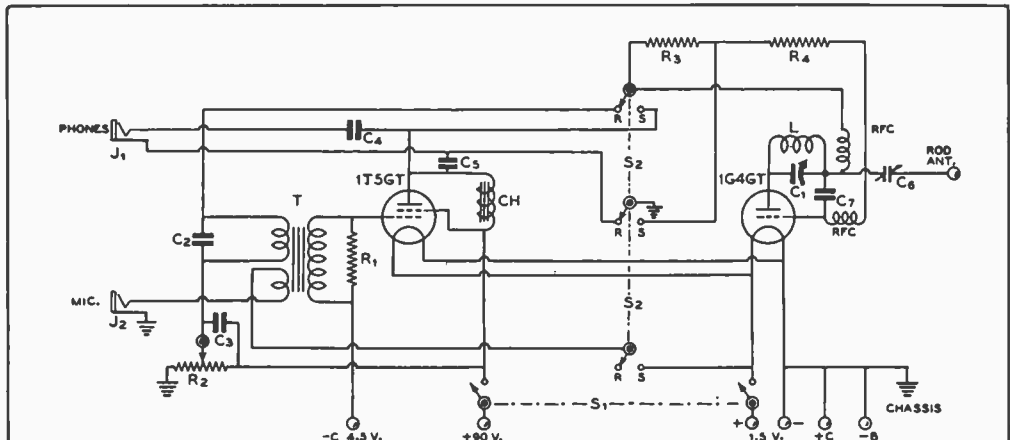 R3
R4
R S
PHONES
J1
C4
C5
S2
L
RFC
ROD
ANT.
1T5GT
1G4GT
C1
C6
T
CH
C7
C2
R1
R S
RFC
MIC.
J2
S2
C3
R2
R S
S1
CHASSIS
-C 4.5 V.
+90 V.
+ 1.5 V. -
+C
-B